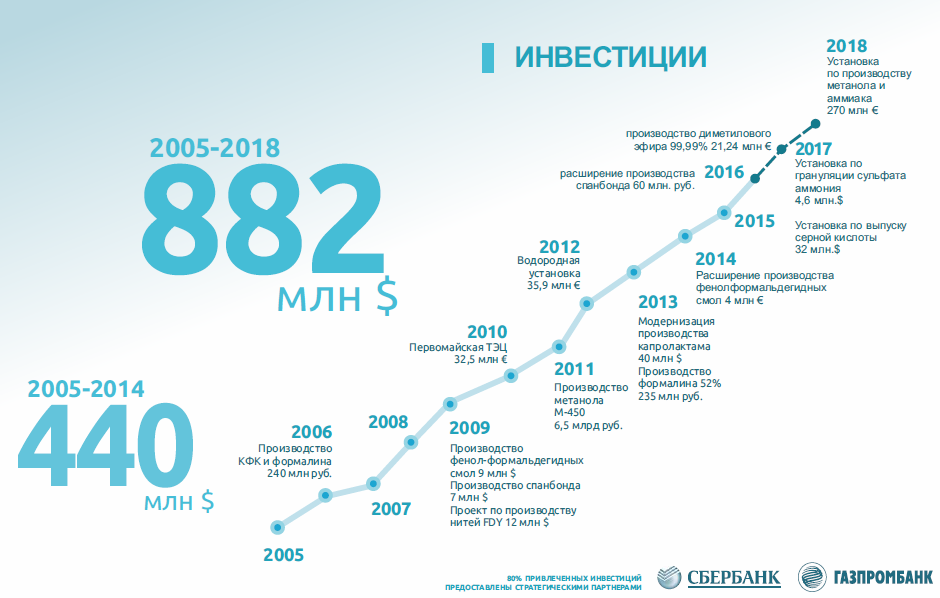 ИНВЕСТИЦИИ
2005-2018
882
млн $
2005-2014
440
млн $
2005
2006
Производство
КФК и формалина
240 млн руб.
2007
2008
2009
Производство
фенол-формальдегидных
смол 9 млн $
Производство спанбонда
7 млн $
Проект по производству
нитей FDY 12 млн $
2010
Первомайская ТЭЦ
32,5 млн €
2011
Производство
метанола
М-450
6,5 млрд руб.
2012
Водородная
установка
35,9 млн €
2013
Модернизация
производства
капролактама
40 млн $
Производство
формалина 52%
235 млн руб.
2014
Расширение производства
фенолформальдегидных
смол 4 млн €
2015
Установка по выпуску
серной кислоты
32 млн.$
2016
расширение производства
спанбонда 60 млн. руб.
производство диметилового
эфира 99,99% 21,24 млн €
2017
Установка по
грануляции сульфата
аммония
4,6 млн.$
2018
Установка
по производству
метанола и
аммиака
270 млн €
80% ПРИВЛЕЧЕННЫХ ИНВЕСТИЦИЙ
ПРЕДОСТАВЛЕНЫ СТРАТЕГИЧЕСКИМИ ПАРТНЕРАМИ
СБЕРБАНК
ГАЗПРОМБАНК